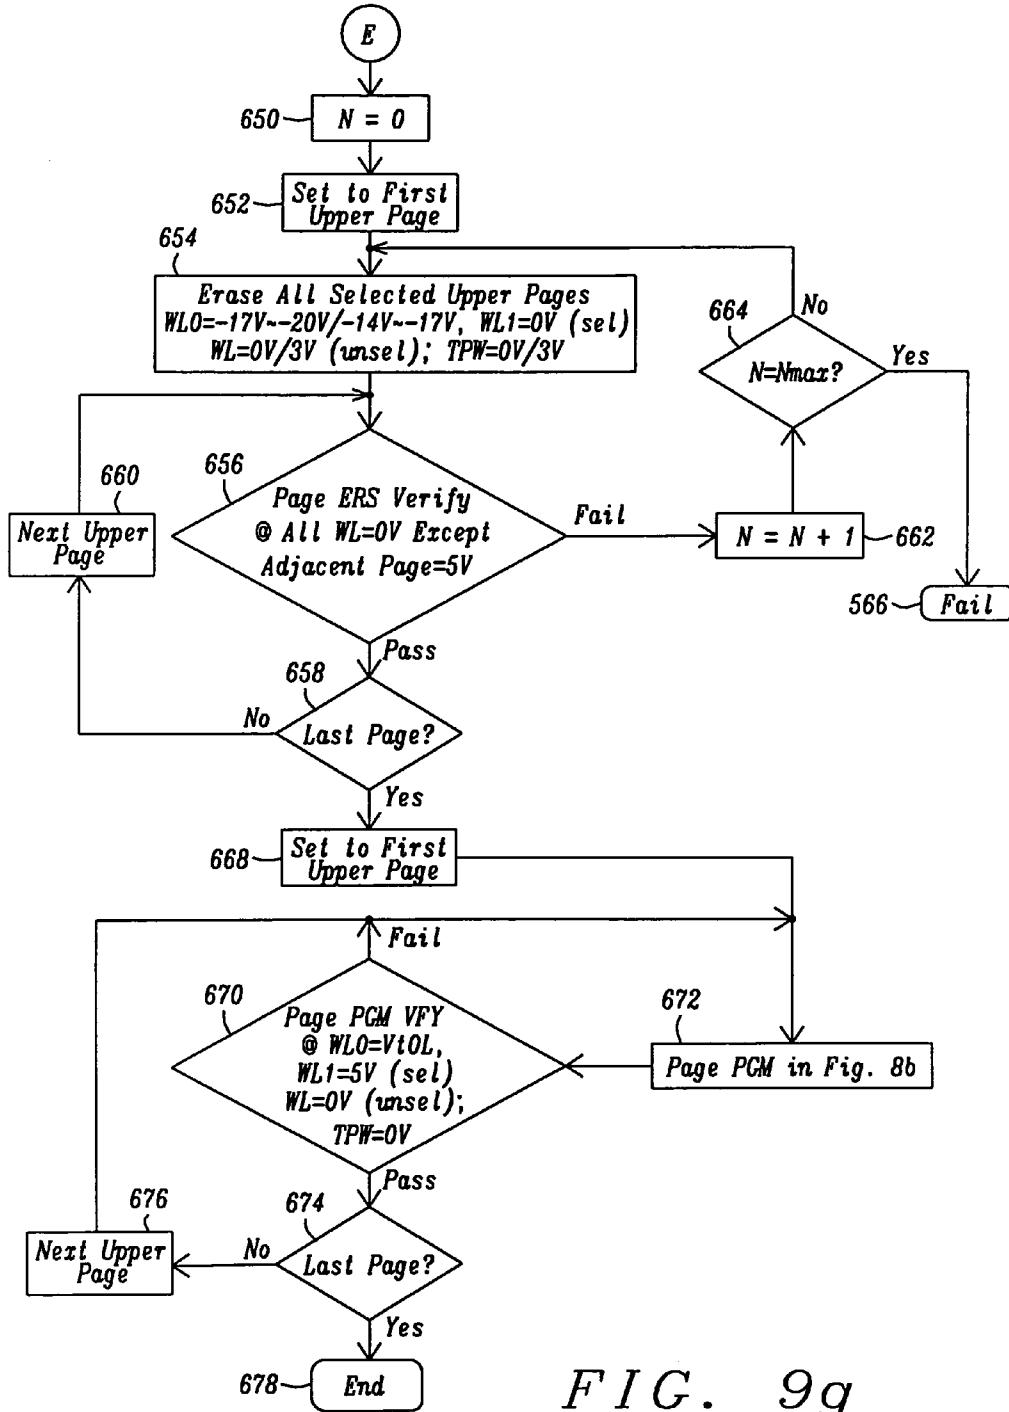 E
650
N = 0
652
Set to First
Upper Page
654
Erase All Selected Upper Pages
WL0=-17V~-20V/-14V~-17V, WL1=0V (sel)
WL=0V/3V (unsel); TPW=0V/3V
No
664
N=Nmax?
Yes
660
Next Upper
Page
656
Page ERS Verify
@ All WL=0V Except
Adjacent Page=5V
Fail
N = N + 1
662
566
Fail
Pass
658
No
Last Page?
Yes
668
Set to First
Upper Page
Fail
670
Page PGM VFY
@ WL0=Vt0L,
WL1=5V (sel)
WL=0V (unsel);
TPW=0V
672
Page PGM in Fig. 8b
Pass
676
Next Upper
Page
674
No
Last Page?
Yes
678
End
FIG. 9g